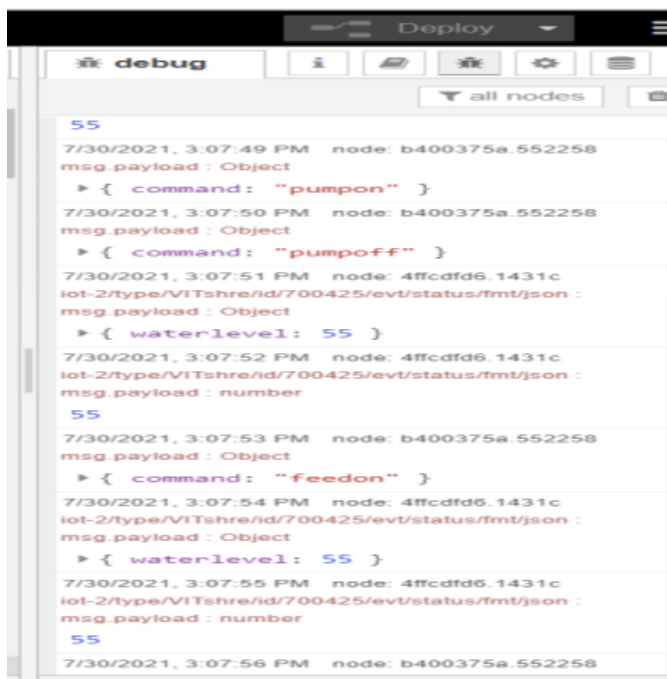 Deploy
debug
i
all nodes
55
7/30/2021, 3:07:49 PM node: b400375a.552258
msg.payload : Object
{ command: "pumpon" }
7/30/2021, 3:07:50 PM node: b400375a.552258
msg.payload : Object
{ command: "pumpoff" }
7/30/2021, 3:07:51 PM node: 4ffcdfd6.1431c
iot-2/type/VITshre/id/700425/evt/status/fmt/json :
msg.payload : Object
{ waterlevel: 55 }
7/30/2021, 3:07:52 PM node: 4ffcdfd6.1431c
iot-2/type/VITshre/id/700425/evt/status/fmt/json :
msg.payload : number
55
7/30/2021, 3:07:53 PM node: b400375a.552258
msg.payload : Object
{ command: "feedon" }
7/30/2021, 3:07:54 PM node: 4ffcdfd6.1431c
iot-2/type/VITshre/id/700425/evt/status/fmt/json :
msg.payload : Object
{ waterlevel: 55 }
7/30/2021, 3:07:55 PM node: 4ffcdfd6.1431c
iot-2/type/VITshre/id/700425/evt/status/fmt/json :
msg.payload : number
55
7/30/2021, 3:07:56 PM node: b400375a.552258